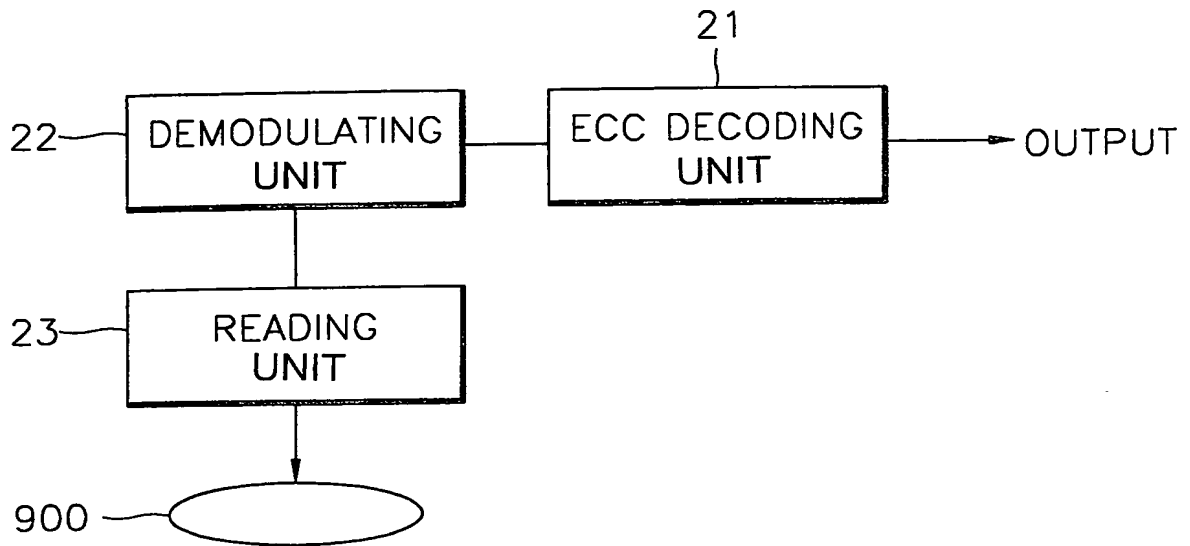 21
22
DEMODULATING
UNIT
ECC DECODING
UNIT
OUTPUT
23
READING
UNIT
900